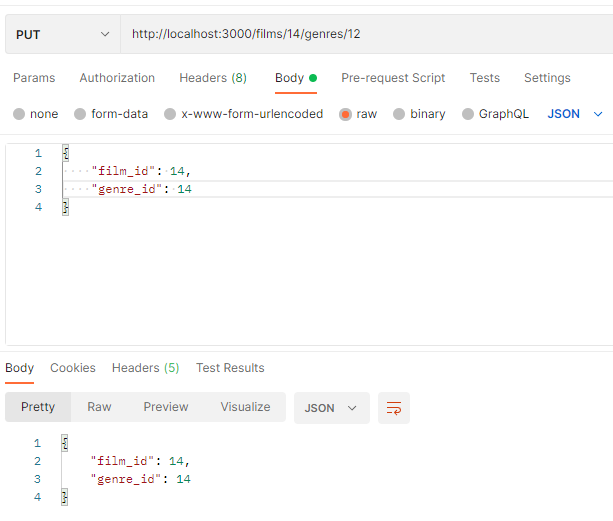 PUT http://localhost:3000/films/14/genres/12
Params Authorization Headers (8) Body Pre-request Script Tests Settings
none form-data x-www-form-urlencoded raw binary GraphQL JSON
1 {
2 "film_id": 14,
3 "genre_id": 14
4 }
Body Cookies Headers (5) Test Results
Pretty Raw Preview Visualize JSON
1 {
2 "film_id": 14,
3 "genre_id": 14
4 }